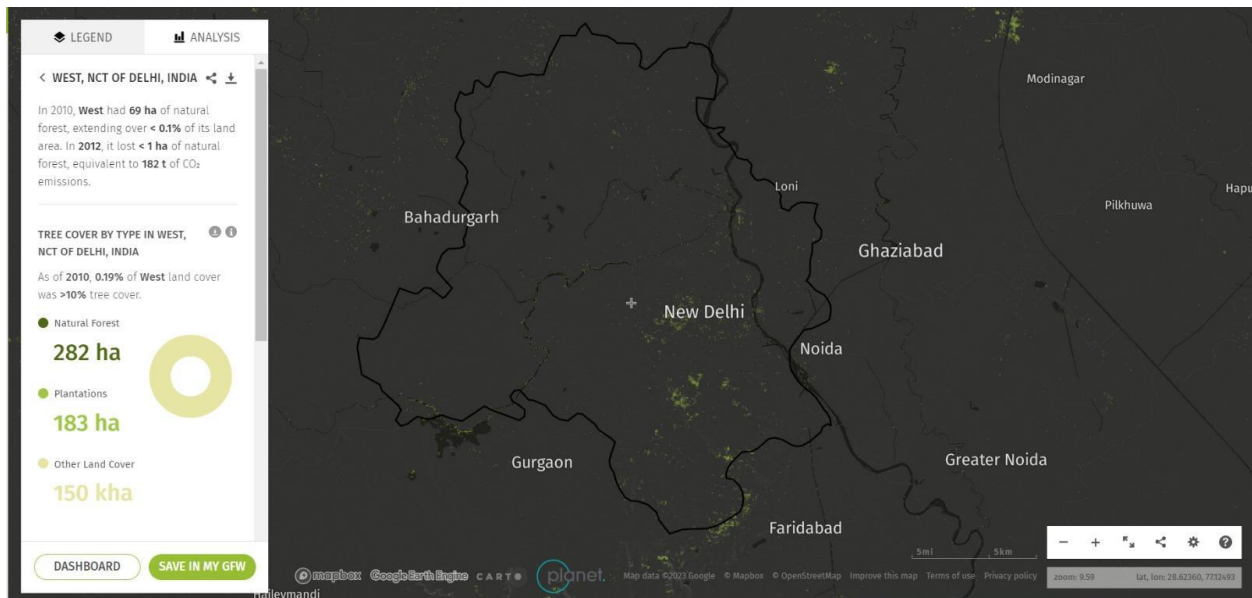 LEGEND
ANALYSIS
< WEST, NCT OF DELHI, INDIA
In 2010, West had 69 ha of natural
forest, extending over < 0.1% of its land
area. In 2012, it lost < 1 ha of natural
forest, equivalent to 182 t of CO₂
emissions.
TREE COVER BY TYPE IN WEST,
NCT OF DELHI, INDIA
As of 2010, 0.19% of West land cover
was >10% tree cover.
Natural Forest
282 ha
Plantations
183 ha
Other Land Cover
150 kha
DASHBOARD
SAVE IN MY GFW
Modinagar
Loni
Hapu
Pilkhuwa
Bahadurgarh
Ghaziabad
New Delhi
Noida
Gurgaon
Greater Noida
Faridabad
5mi
5km
mapbox
Google Earth Engine
CARTO
planet.
Map data ©2023 Google
© Mapbox
© OpenStreetMap
Improve this map
Terms of use
Privacy policy
zoom: 9.59
lat, lon: 28.62360, 77.12493
Haileymandi